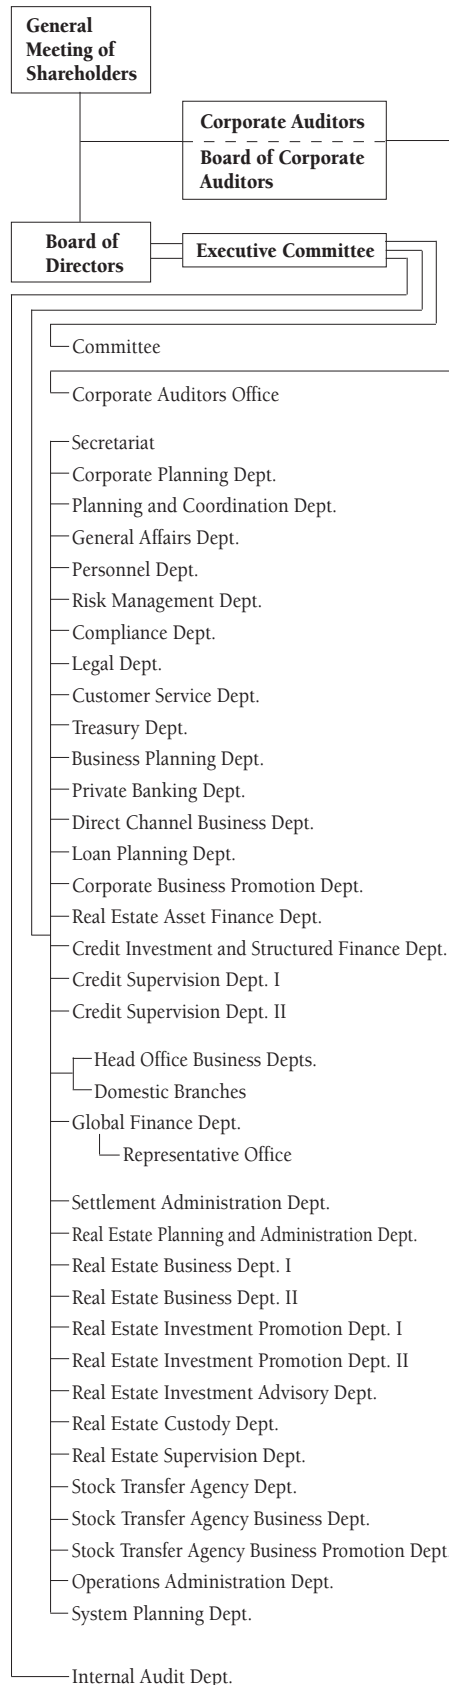 General
Meeting of
Shareholders
Corporate Auditors
Board of Corporate
Auditors
Board of
Directors
Executive Committee
Committee
Corporate Auditors Office
Secretariat
Corporate Planning Dept.
Planning and Coordination Dept.
General Affairs Dept.
Personnel Dept.
Risk Management Dept.
Compliance Dept.
Legal Dept.
Customer Service Dept.
Treasury Dept.
Business Planning Dept.
Private Banking Dept.
Direct Channel Business Dept.
Loan Planning Dept.
Corporate Business Promotion Dept.
Real Estate Asset Finance Dept.
Credit Investment and Structured Finance Dept.
Credit Supervision Dept. I
Credit Supervision Dept. II
Head Office Business Depts.
Domestic Branches
Global Finance Dept.
Representative Office
Settlement Administration Dept.
Real Estate Planning and Administration Dept.
Real Estate Business Dept. I
Real Estate Business Dept. II
Real Estate Investment Promotion Dept. I
Real Estate Investment Promotion Dept. II
Real Estate Investment Advisory Dept.
Real Estate Custody Dept.
Real Estate Supervision Dept.
Stock Transfer Agency Dept.
Stock Transfer Agency Business Dept.
Stock Transfer Agency Business Promotion Dept.
Operations Administration Dept.
System Planning Dept.
Internal Audit Dept.